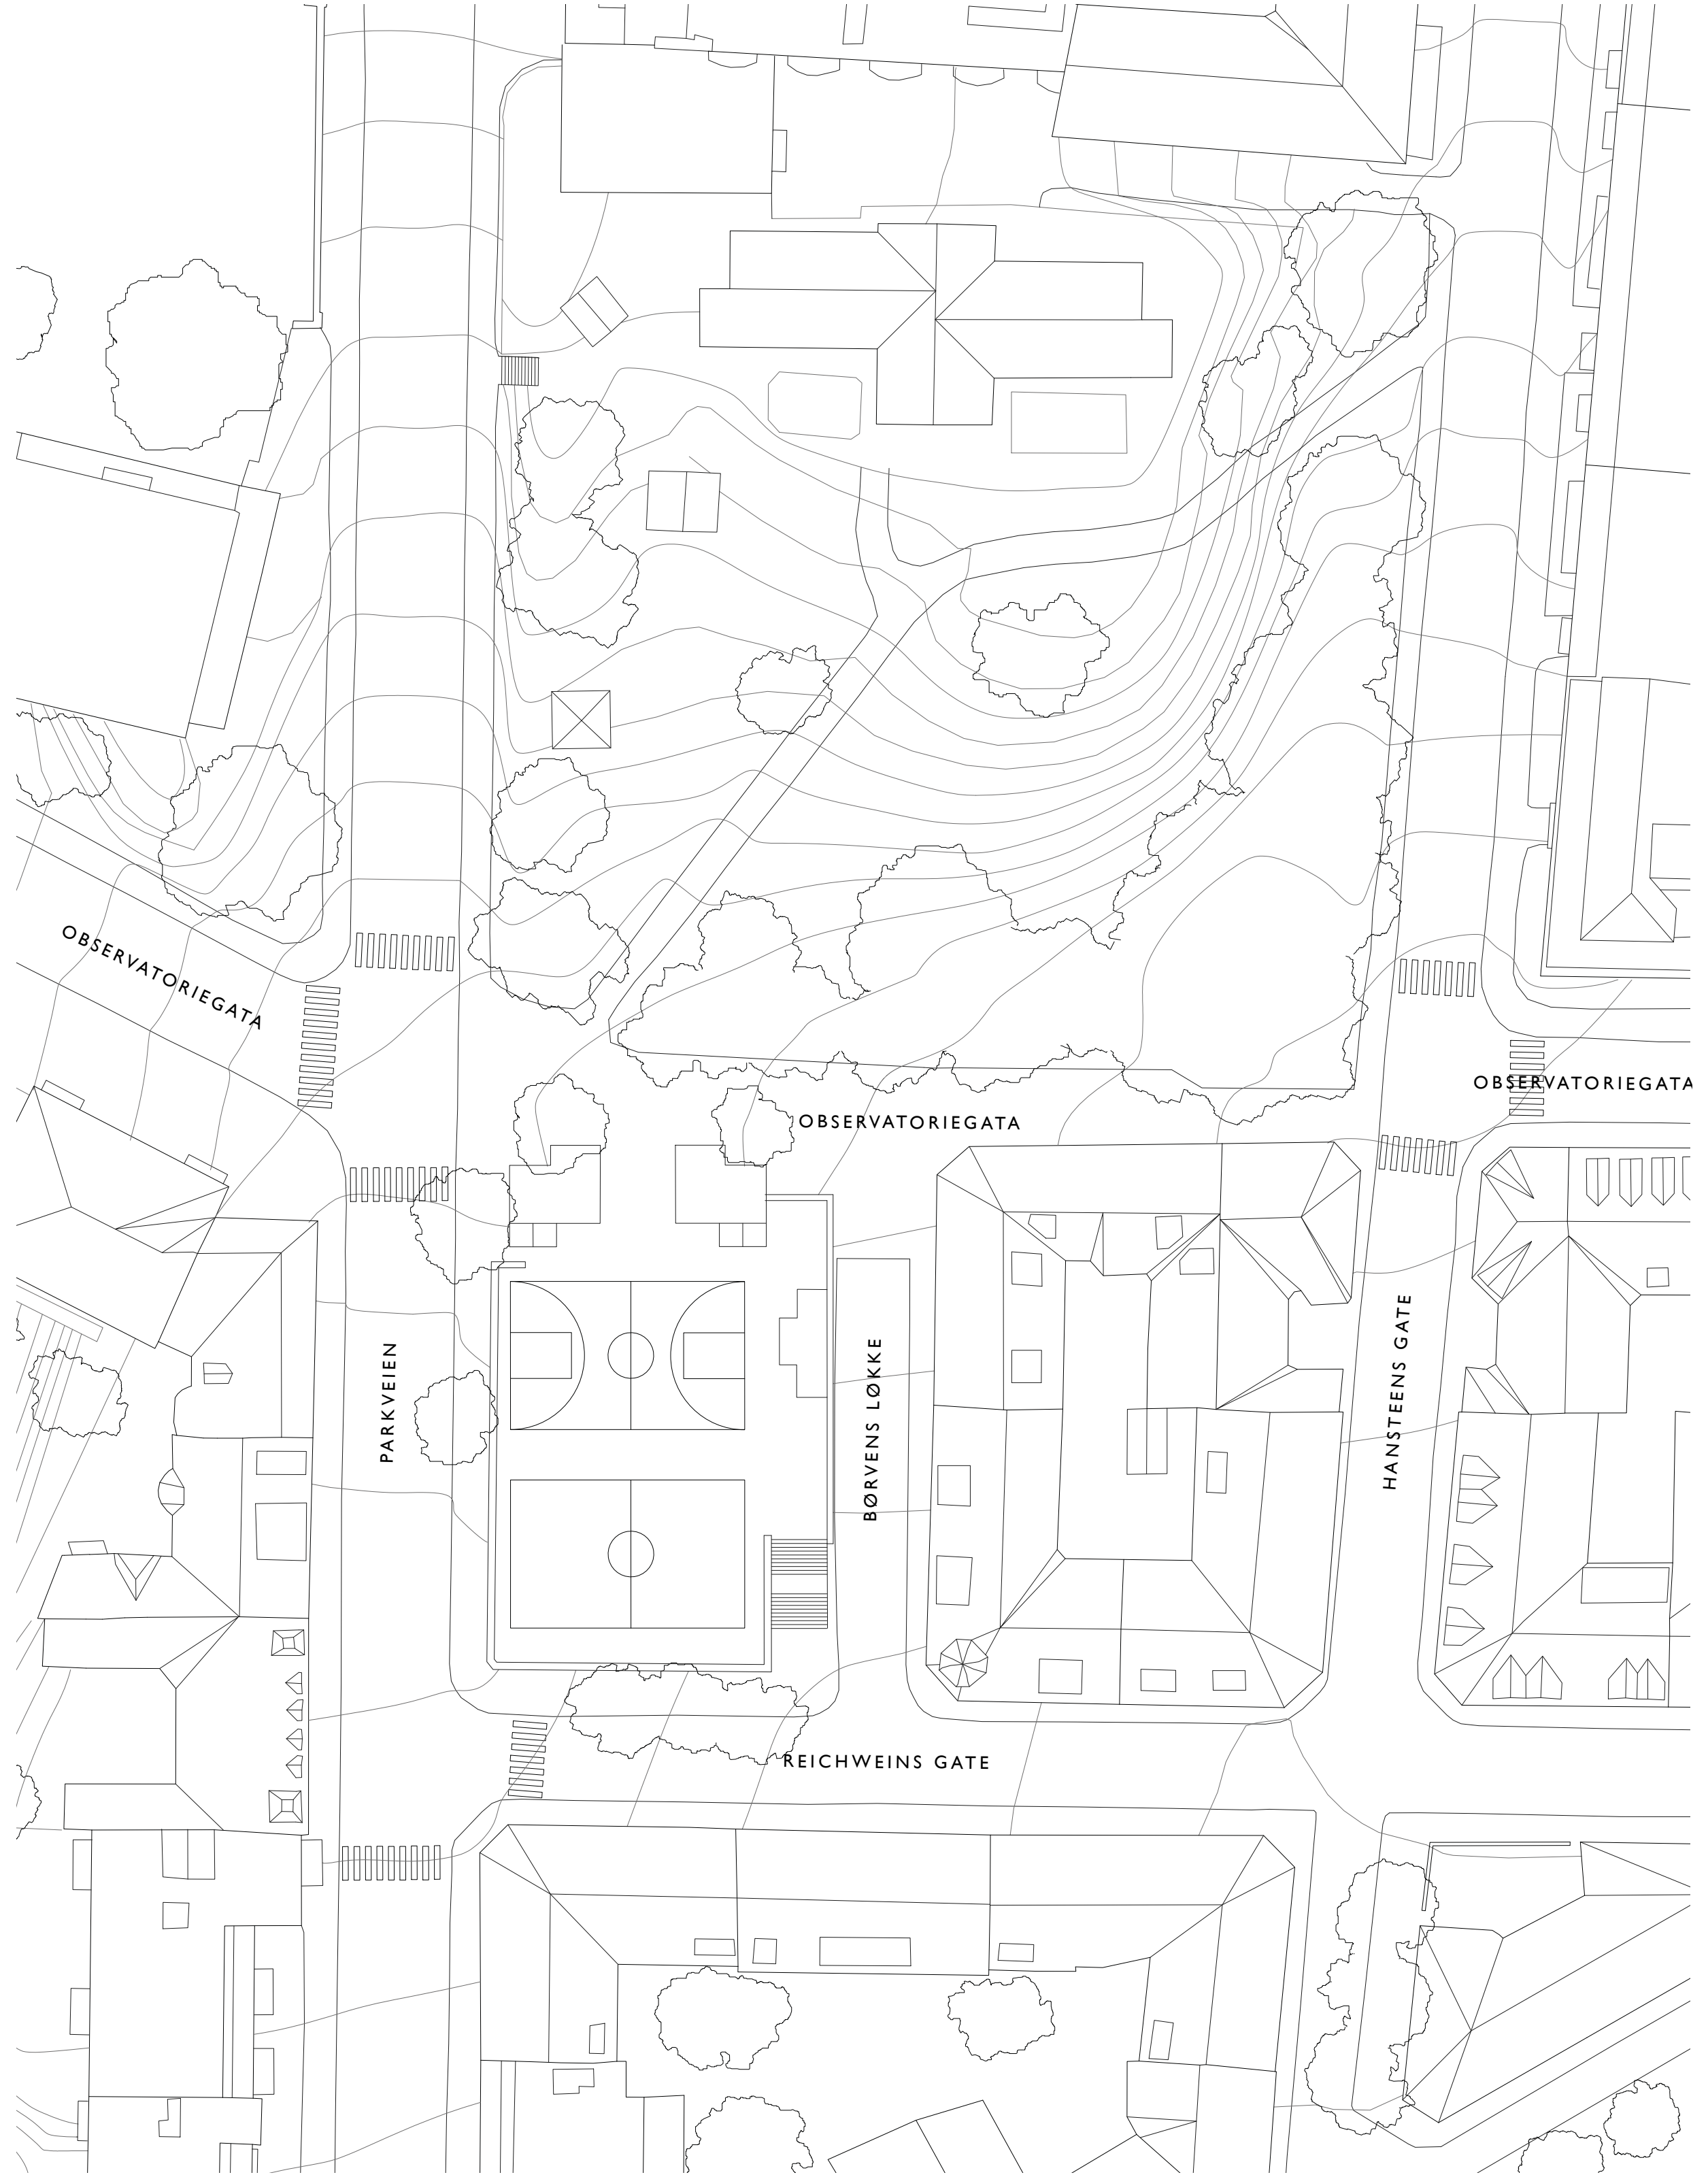 OBSERVATORIEGATA
OBSERVATORIEGATA
OBSERVATORIEGATA
PARKVEIEN
BØRVENS LØKKE
HANSTEENS GATE
REICHWEINS GATE